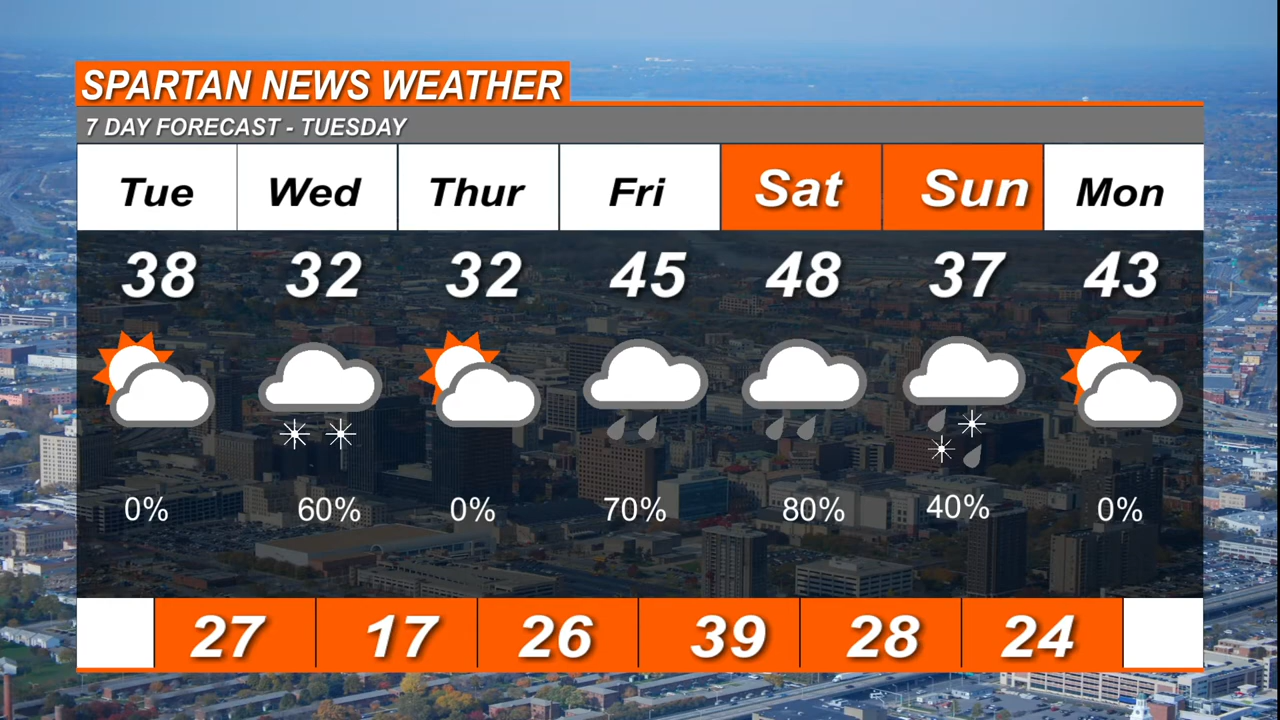 SPARTAN NEWS WEATHER
7 DAY FORECAST - TUESDAY
Tue Wed Thur Fri Sat Sun Mon
38 32 32 45 48 37 43
0% 60% 0% 70% 80% 40% 0%
27 17 26 39 28 24